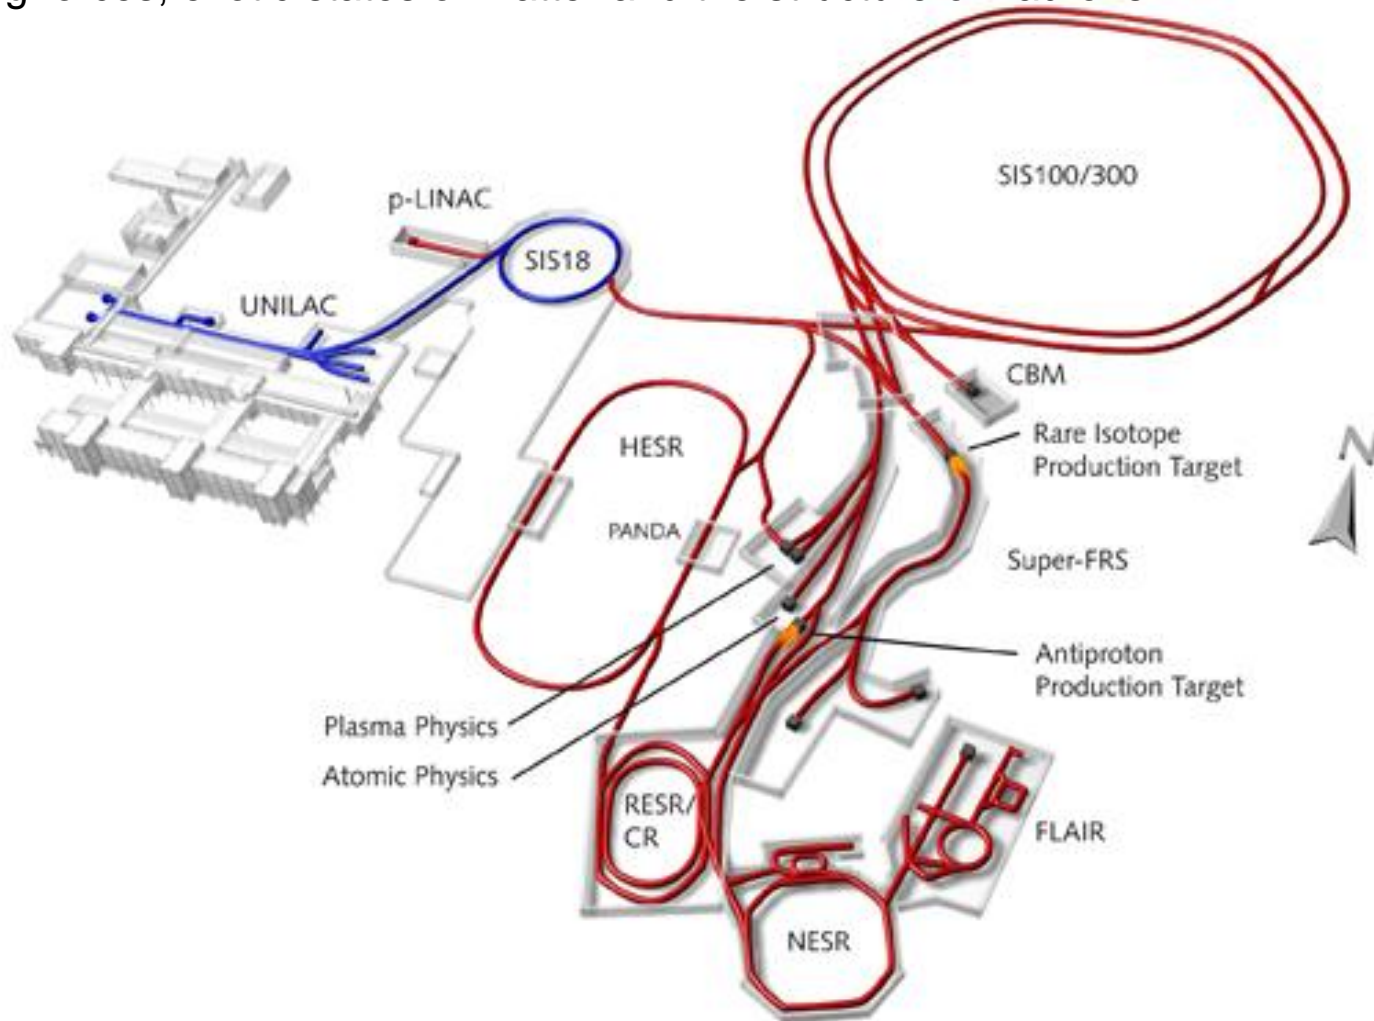 SIS100/300
p-LINAC
SIS18
UNILAC
CBM
Rare Isotope
Production Target
HESR
PANDA
Super-FRS
Antiproton
Production Target
Plasma Physics
Atomic Physics
RESR/
CR
FLAIR
NESR
N